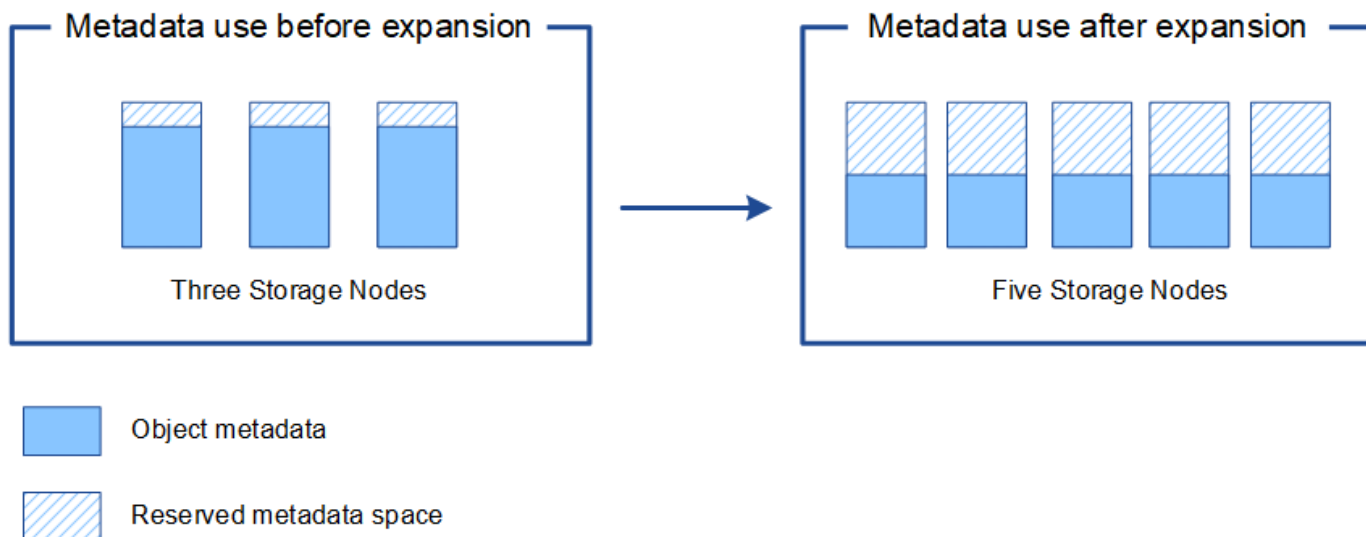 Metadata use before expansion
Metadata use after expansion
Three Storage Nodes
Five Storage Nodes
Object metadata
Reserved metadata space